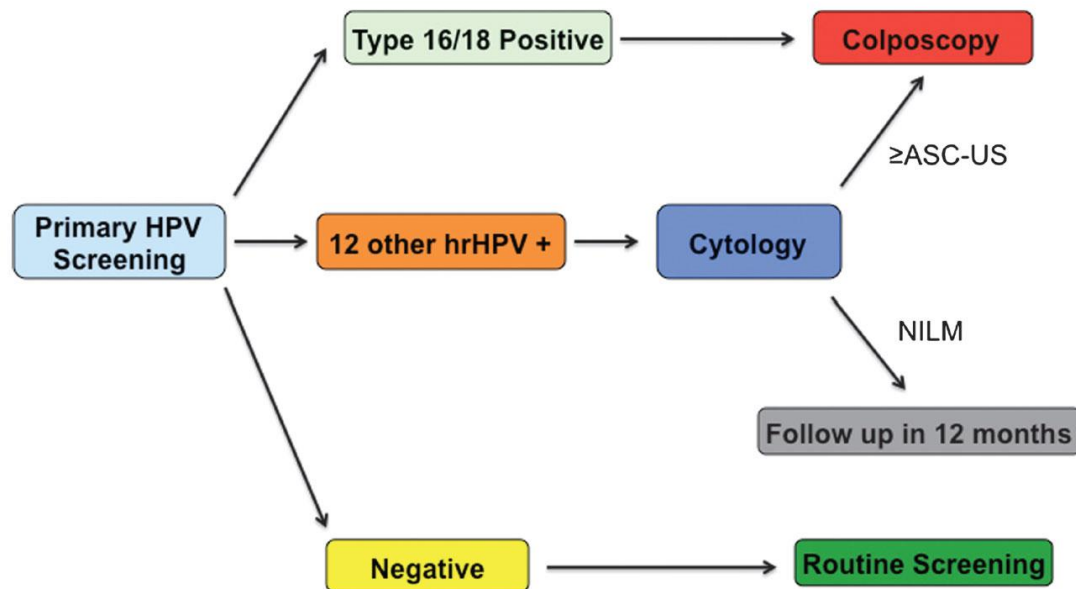 Type 16/18 Positive
Colposcopy
≥ASC-US
Primary HPV
Screening
12 other hrHPV +
Cytology
NILM
Follow up in 12 months
Negative
Routine Screening